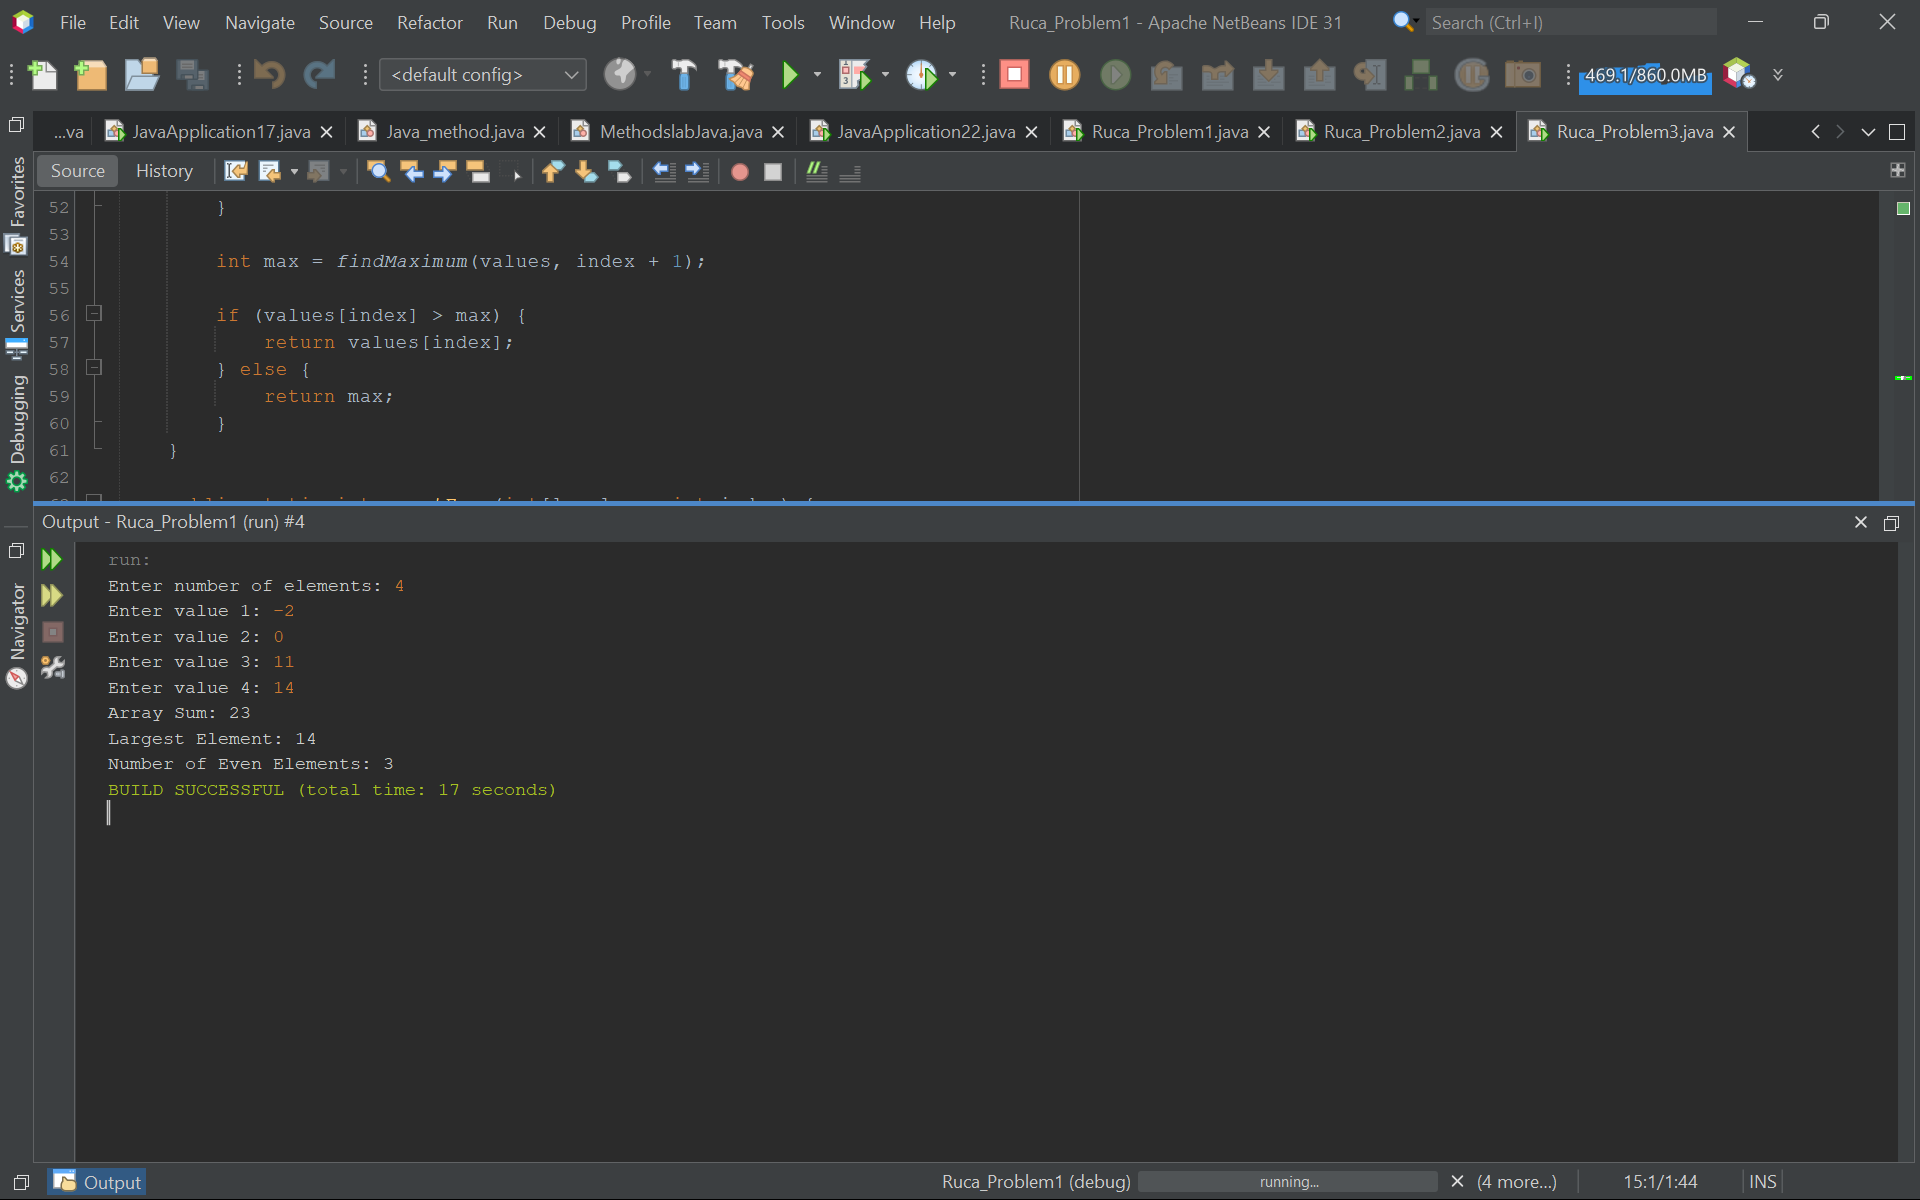 File Edit View Navigate Source Refactor Run Debug Profile Team Tools Window Help Ruca_Problem1 - Apache NetBeans IDE 31 Search (Ctrl+I)
<default config> 469.1/860.0MB
...va JavaApplication17.java Java_method.java MethodslabJava.java JavaApplication22.java Ruca_Problem1.java Ruca_Problem2.java Ruca_Problem3.java
Source History
Favorites
Services
Debugging
Navigator
52 }
53
54 int max = findMaximum(values, index + 1);
55
56 if (values[index] > max) {
57 return values[index];
58 } else {
59 return max;
60 }
61 }
62
Output - Ruca_Problem1 (run) #4
run:
Enter number of elements: 4
Enter value 1: -2
Enter value 2: 0
Enter value 3: 11
Enter value 4: 14
Array Sum: 23
Largest Element: 14
Number of Even Elements: 3
BUILD SUCCESSFUL (total time: 17 seconds)
Output Ruca_Problem1 (debug) running... (4 more...) 15:1/1:44 INS